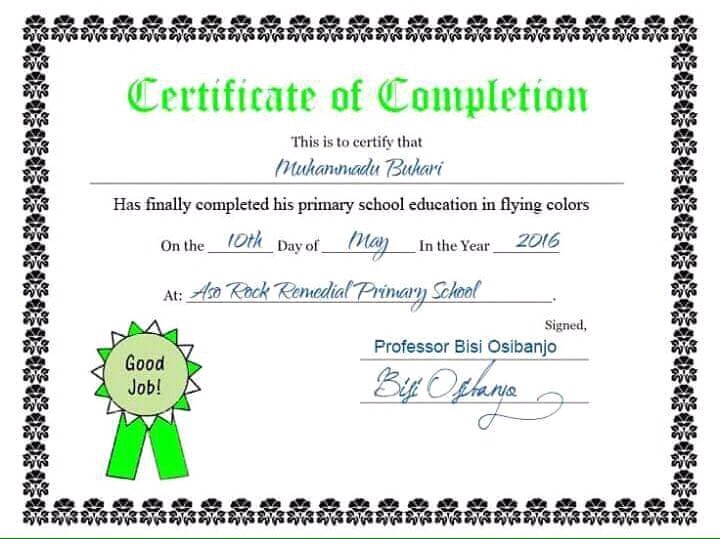 Certificate of Completion
This is to certify that
Muhammadu Buhari
Has finally completed his primary school education in flying colors
On the 10th Day of May In the Year 2016
At: Aso Rock Remedial Primary School.
Signed,
Professor Bisi Osibanjo
Bisi Osibanjo
Good
Job!